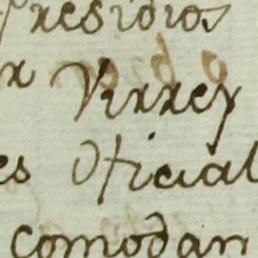 Presidios
r Virrey
es Oficial
comodan